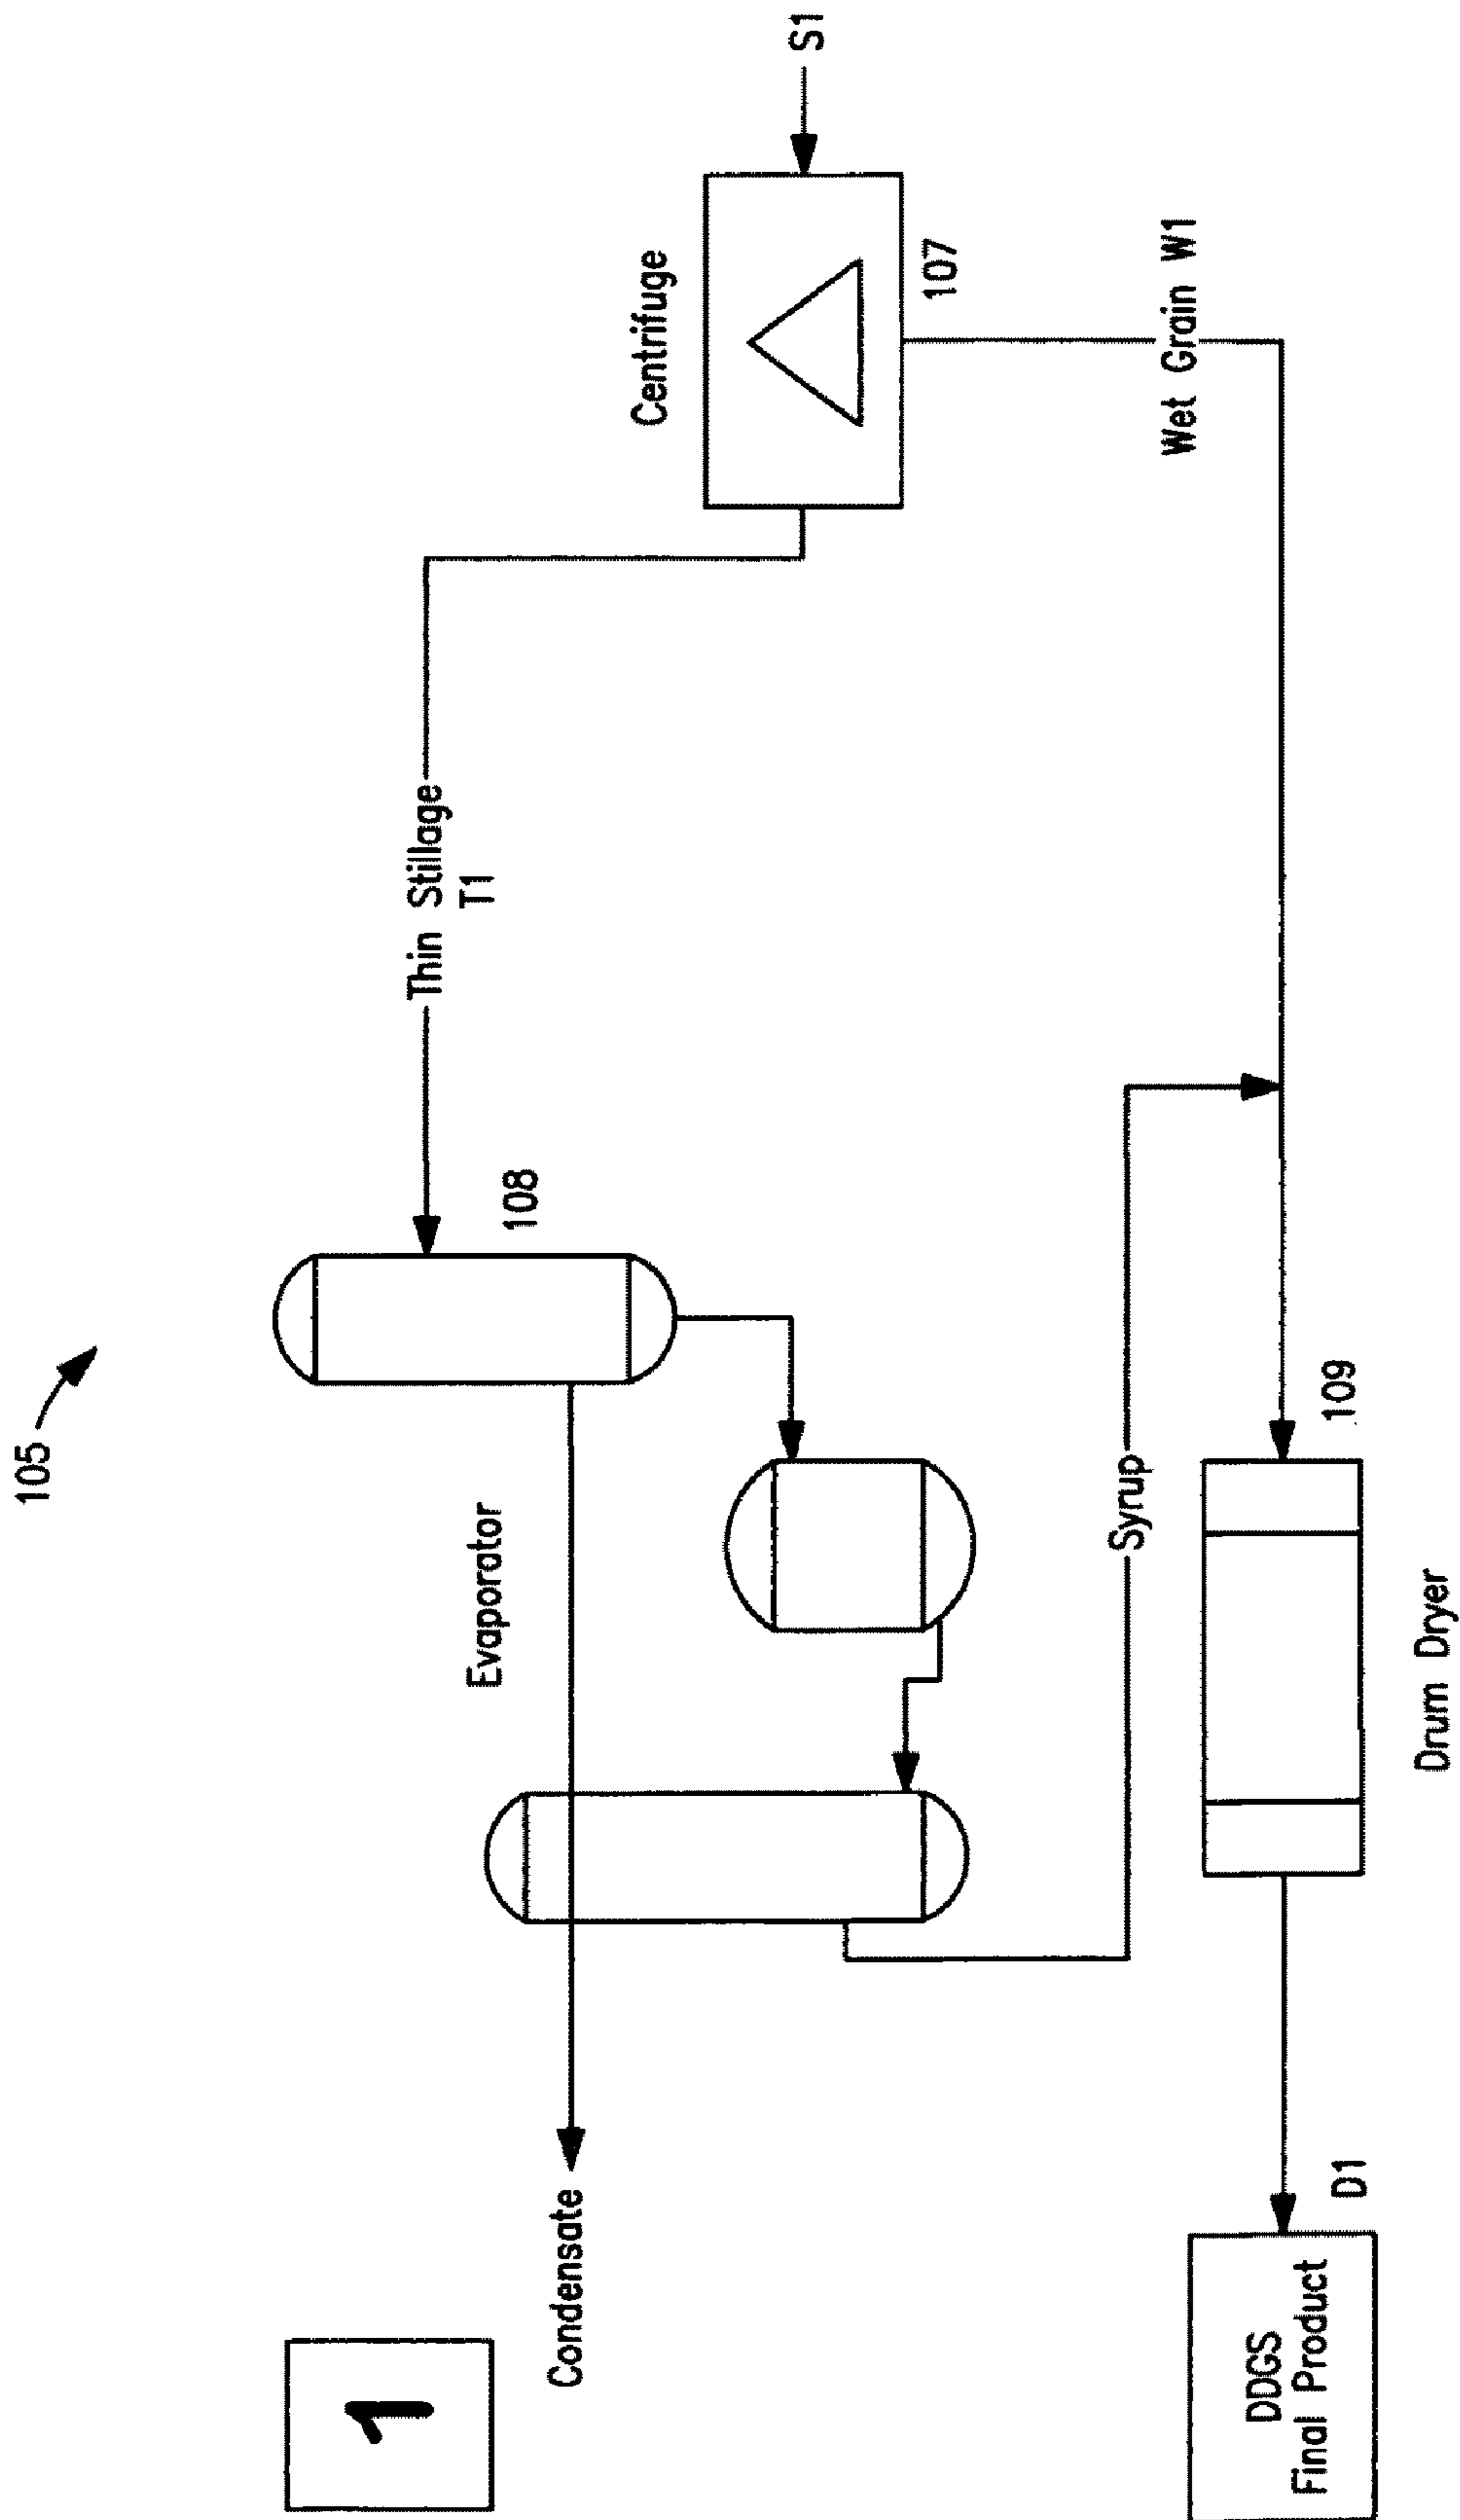 105
1
Condensate
Evaporator
108
Thin Stillage
T1
Centrifuge
107
S1
Syrup
Wet Grain W1
DDGS
Final Product
D1
109
Drum Dryer